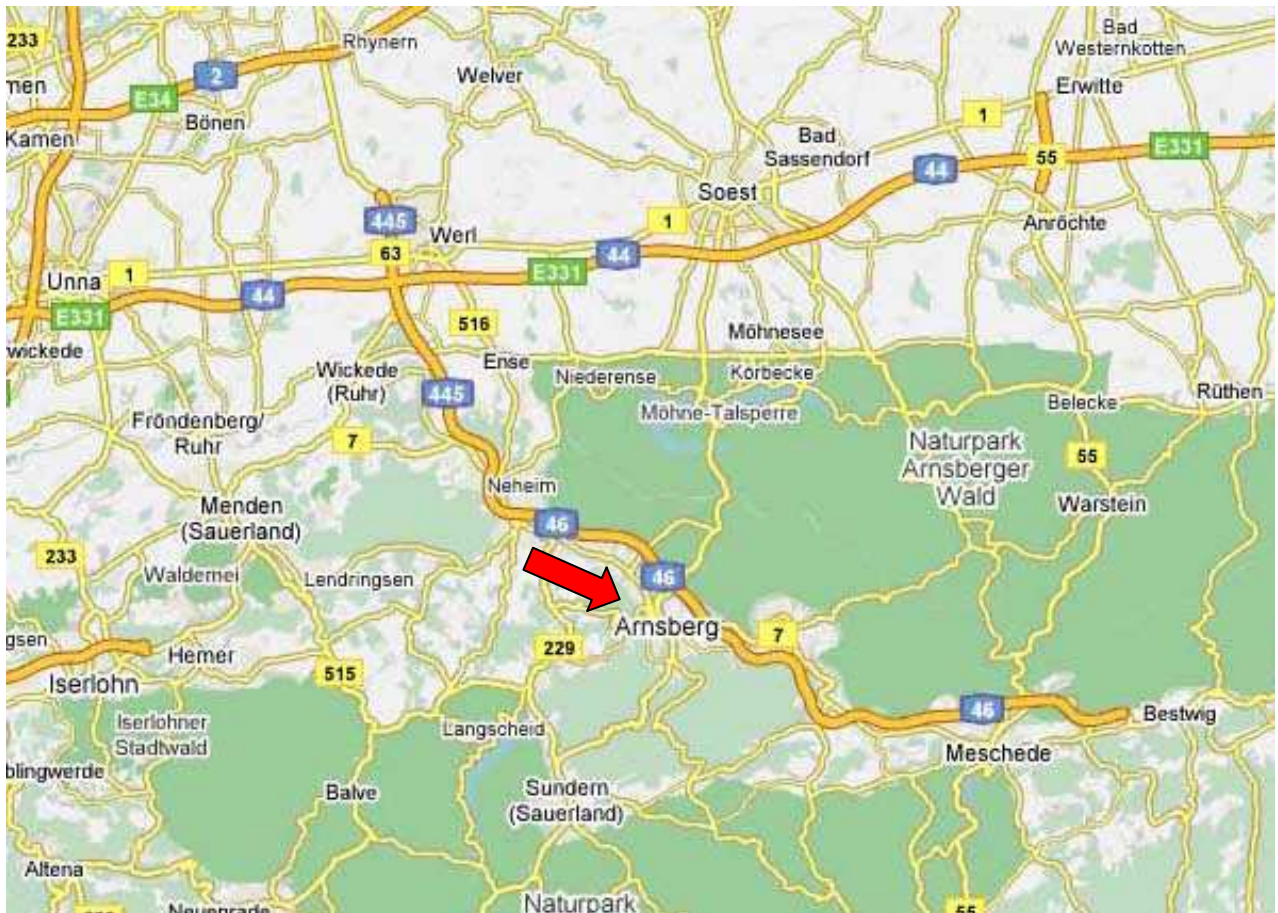 233
Rhynern
Bad
Westernkotten
Welver
2
men
E34
Erwitte
Bönen
1
Kamen
Bad
Sassendorf
E331
55
44
Soest
445
1
Anröchte
Werl
63
44
1
E331
Unna
44
E331
516
Möhnesee
wickede
Ense
Wickede
(Ruhr)
Niederense
Körbecke
445
Rüthen
Belecke
Möhne-Talsperre
Fröndenberg/
Ruhr
7
Naturpark
Arnsberger
Wald
55
Neheim
Menden
(Sauerland)
Warstein
46
233
Lendringsen
46
Arnsberg
7
gsen
229
Hemer
515
Iserlohn
46
Bestwig
Iserlohner
Stadtwald
Langscheid
Meschede
blingwerde
Balve
Sundern
(Sauerland)
Altena
Naturpark
55